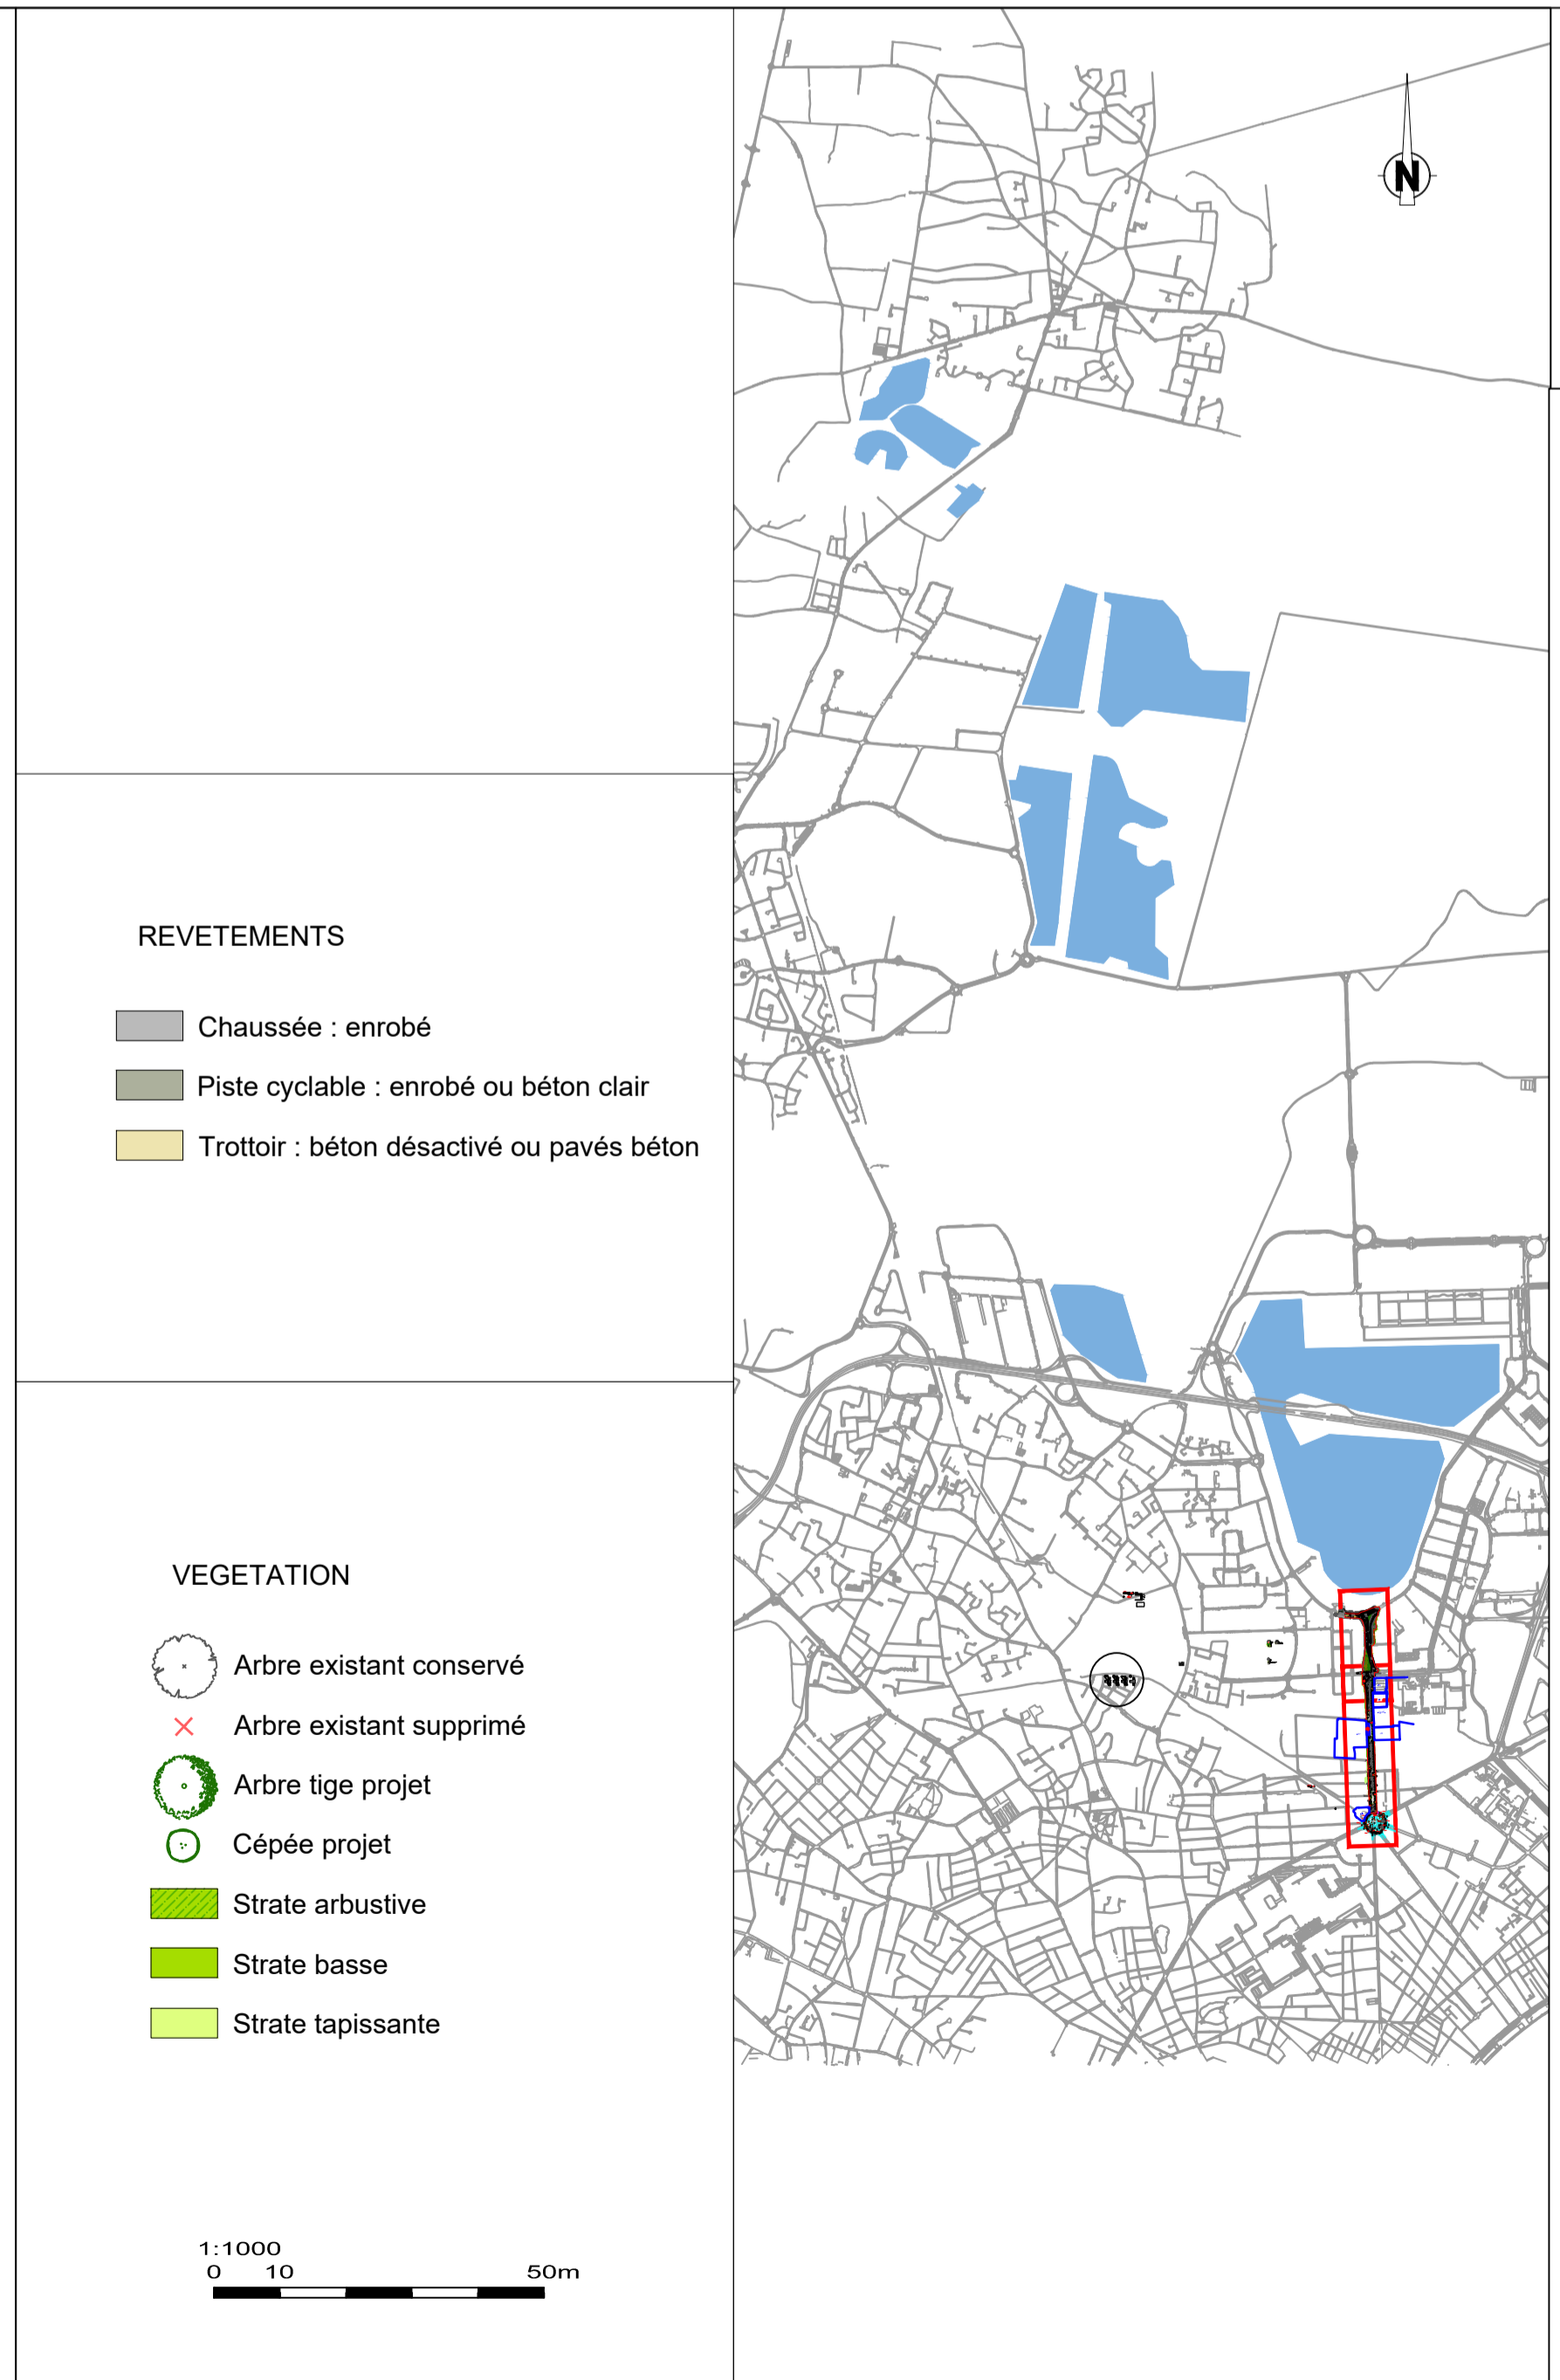 N
REVETEMENTS
Chaussée : enrobé
Piste cyclable : enrobé ou béton clair
Trottoir : béton désactivé ou pavés béton
VEGETATION
Arbre existant conservé
Arbre existant supprimé
Arbre tige projet
Cépée projet
Strate arbustive
Strate basse
Strate tapissante
1:1000
0 10 50m